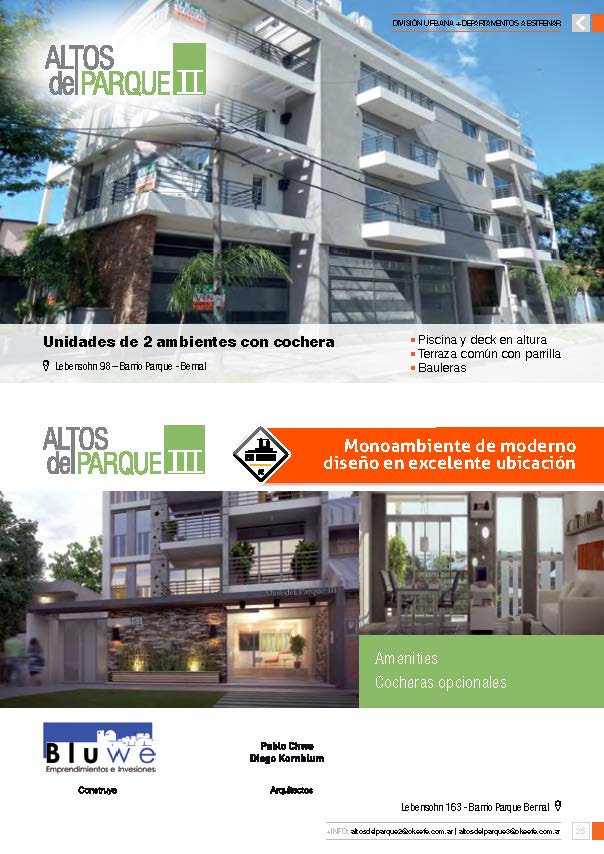 DIVISIÓN URBANA + DEPARTAMENTOS A ESTRENAR
ALTOS
del PARQUE II
Unidades de 2 ambientes con cochera
Lebensohn 98 – Barrio Parque - Bernal
Piscina y deck en altura
Terraza común con parrilla
Bauleras
ALTOS
del PARQUE III
Monoambiente de moderno
diseño en excelente ubicación
Altos del Parque III
163
Amenities
Cocheras opcionales
Bluwe
Emprendimientos e Inversiones
Construye
Pablo Chwe
Diego Kornblum
Arquitectos
Lebensohn 163 - Barrio Parque Bernal
+INFO: altosdelparque2@okeefe.com.ar | altosdelparque3@okeefe.com.ar
25